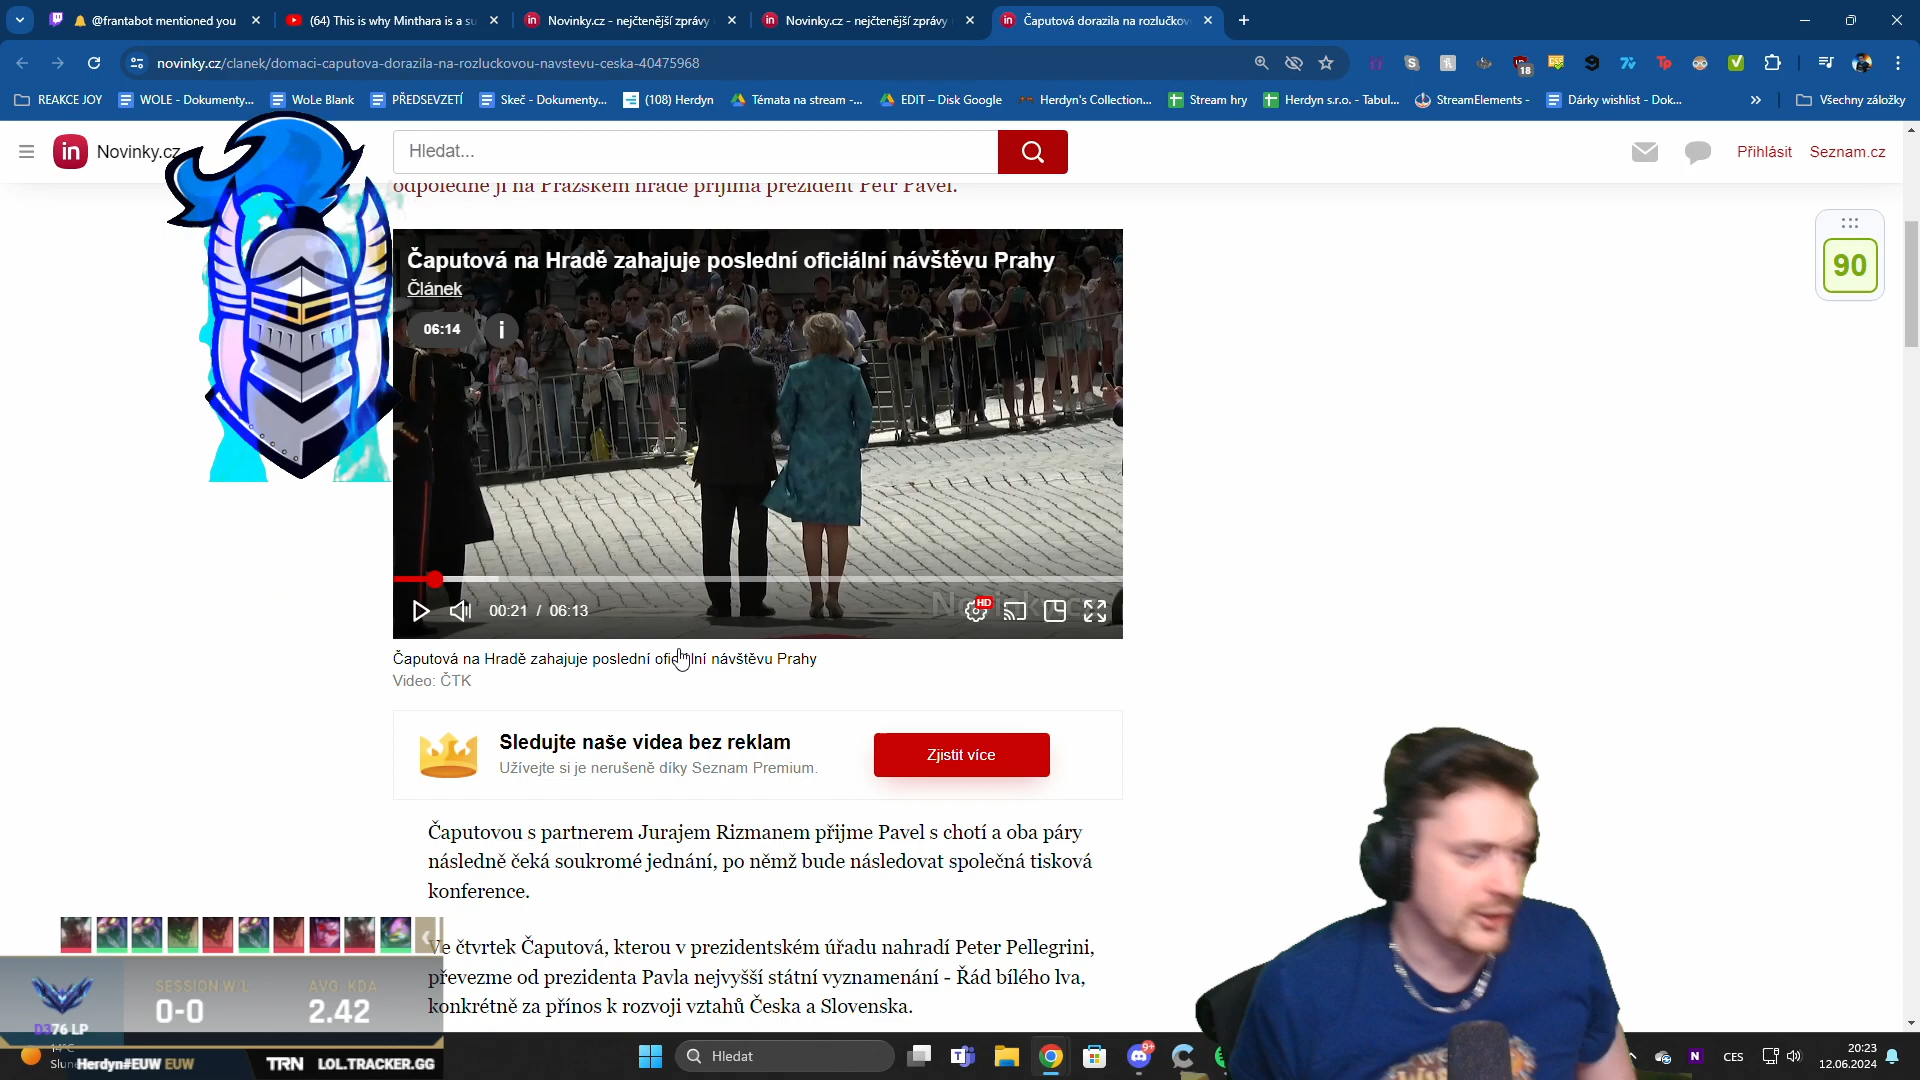 @frantabot mentioned you
(64) This is why Minthara is a su
Novinky.cz - nejčtenější zprávy
Novinky.cz - nejčtenější zprávy
Čaputová dorazila na rozlučkov
novinky.cz/clanek/domaci-caputova-dorazila-na-rozluckovou-navstevu-ceska-40475968
18
REAKCE JOY
WOLE - Dokumenty...
WoLe Blank
PŘEDSEVZETÍ
Skeč - Dokumenty...
(108) Herdyn
Témata na stream -...
EDIT – Disk Google
Herdyn's Collection...
Stream hry
Herdyn s.r.o. - Tabul...
StreamElements -
Dárky wishlist - Dok...
Všechny záložky
in Novinky.cz
Hledat...
Přihlásit
Seznam.cz
odpoledne ji na Pražském hradě přijímá prezident Petr Pavel.
90
Čaputová na Hradě zahajuje poslední oficiální návštěvu Prahy
Článek
06:14
i
00:21 / 06:13
HD
Čaputová na Hradě zahajuje poslední oficiální návštěvu Prahy
Video: ČTK
Sledujte naše videa bez reklam
Užívejte si je nerušeně díky Seznam Premium.
Zjistit více
Čaputovou s partnerem Jurajem Rizmanem přijme Pavel s chotí a oba páry
následně čeká soukromé jednání, po němž bude následovat společná tisková
konference.
Ve čtvrtek Čaputová, kterou v prezidentském úřadu nahradí Peter Pellegrini,
převezme od prezidenta Pavla nejvyšší státní vyznamenání - Řád bílého lva,
konkrétně za přínos k rozvoji vztahů Česka a Slovenska.
SESSION W/L
0-0
AVG. KDA
2.42
D3 76 LP
14°C
Herdyn#EUW EUW
TRN LOL.TRACKER.GG
Hledat
9+
CES
20:23
12.06.2024